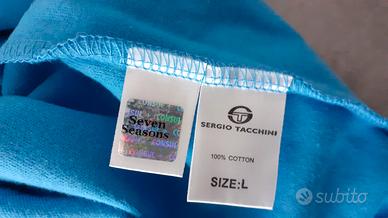 Seven
Seasons
SERGIO TACCHINI
100% COTTON
SIZE:L
subito